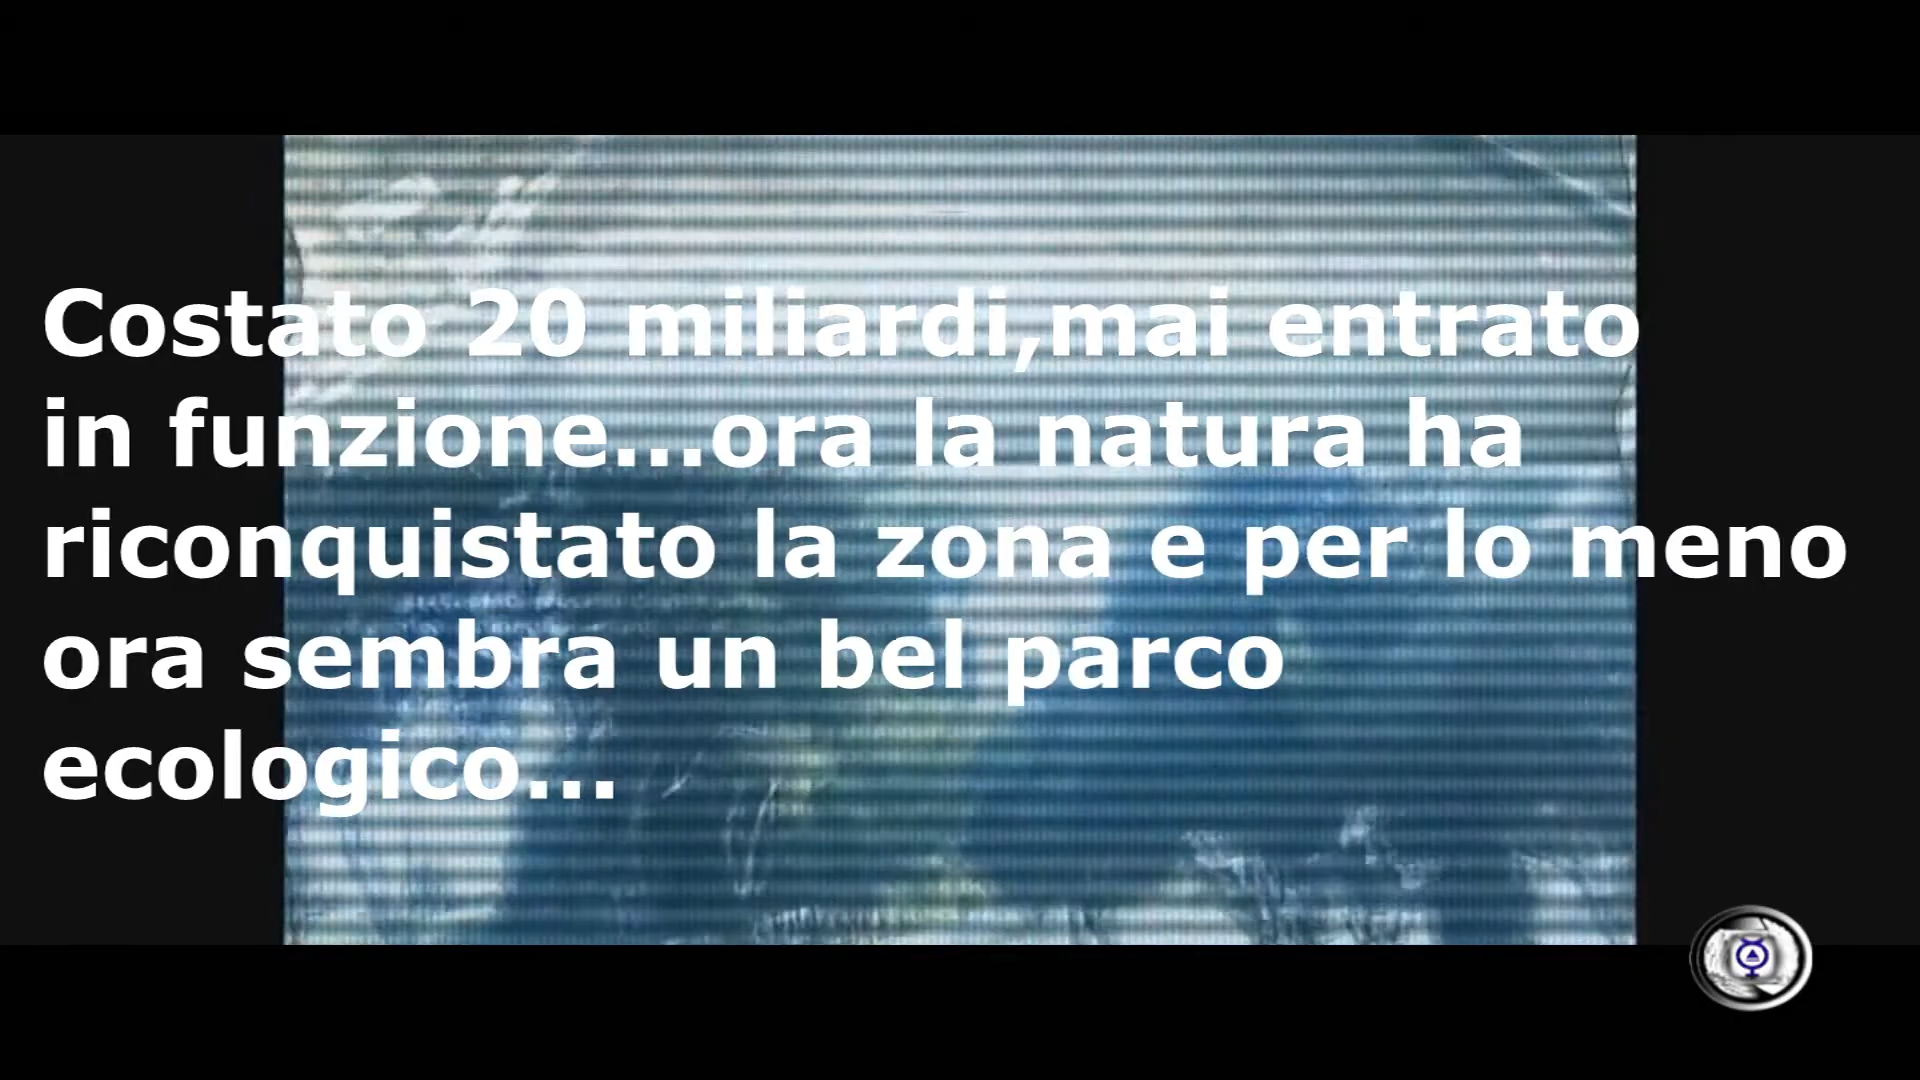 Costato 20 miliardi,mai entrato
in funzione...ora la natura ha
riconquistato la zona e per lo meno
ora sembra un bel parco
ecologico...